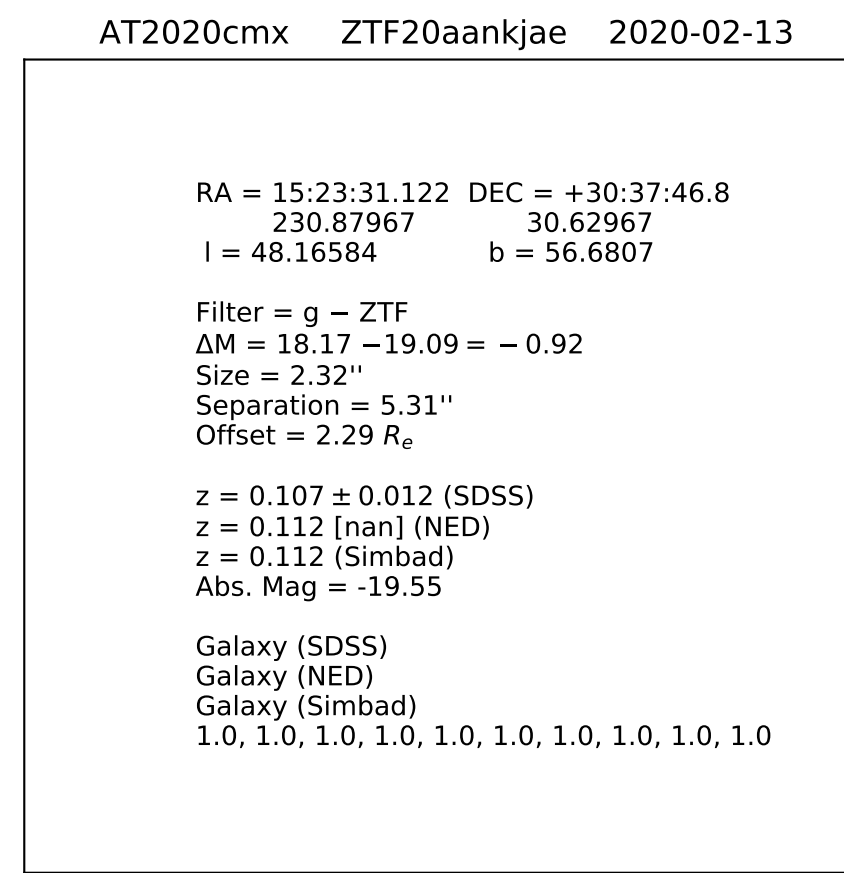 AT2020cmx ZTF20aankjae 2020-02-13
RA = 15:23:31.122 DEC = +30:37:46.8
230.87967 30.62967
l = 48.16584 b = 56.6807
Filter = g − ZTF
ΔM = 18.17 −19.09 = − 0.92
Size = 2.32''
Separation = 5.31''
Offset = 2.29 Rₑ
z = 0.107 ± 0.012 (SDSS)
z = 0.112 [nan] (NED)
z = 0.112 (Simbad)
Abs. Mag = -19.55
Galaxy (SDSS)
Galaxy (NED)
Galaxy (Simbad)
1.0, 1.0, 1.0, 1.0, 1.0, 1.0, 1.0, 1.0, 1.0, 1.0